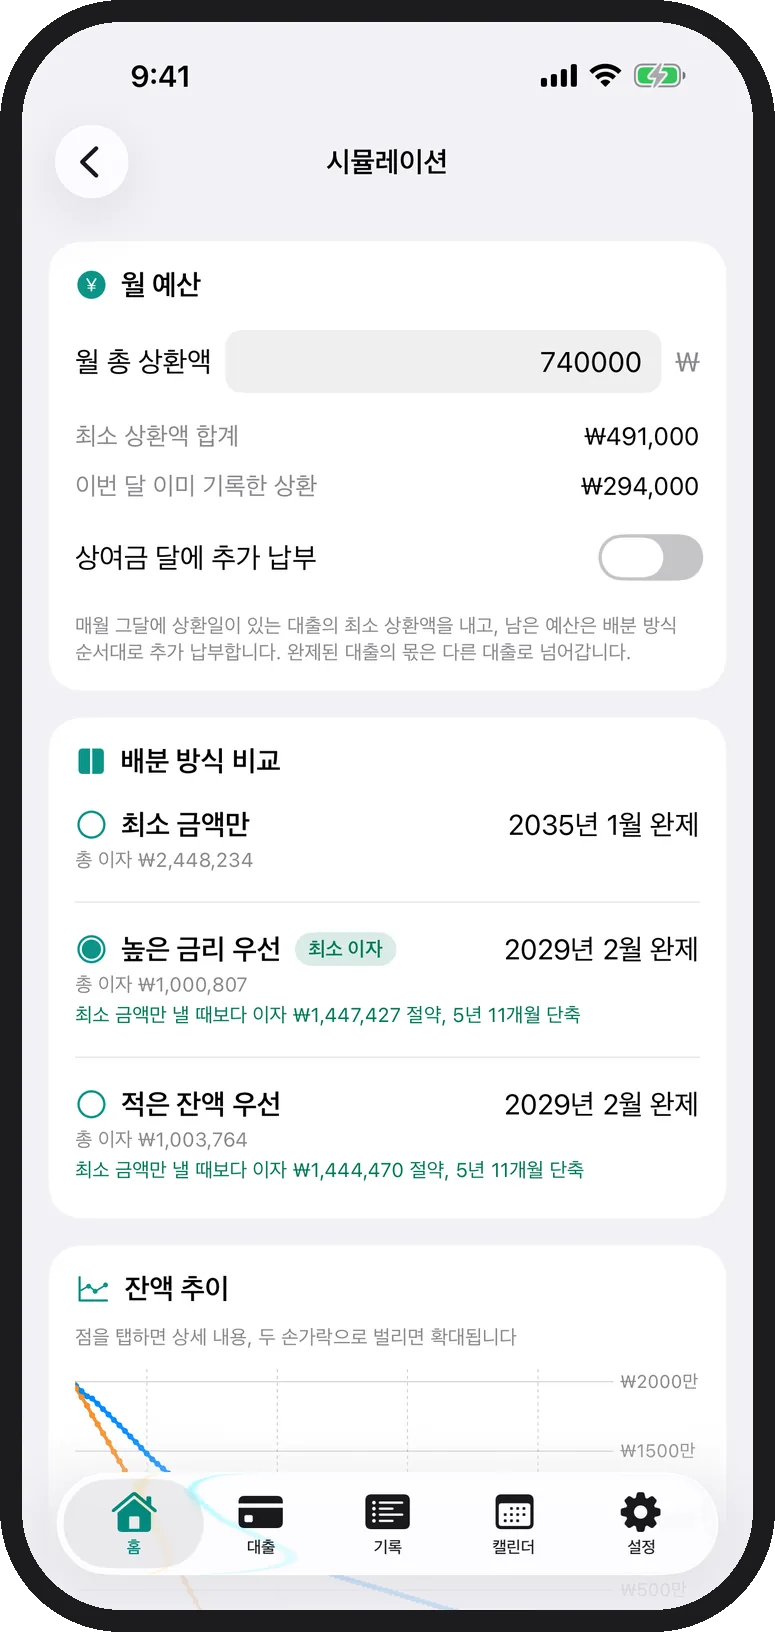 9:41
시뮬레이션
¥ 월 예산
월 총 상환액 740000 ₩
최소 상환액 합계 ₩491,000
이번 달 이미 기록한 상환 ₩294,000
상여금 달에 추가 납부
매월 그달에 상환일이 있는 대출의 최소 상환액을 내고, 남은 예산은 배분 방식
순서대로 추가 납부합니다. 완제된 대출의 몫은 다른 대출로 넘어갑니다.
배분 방식 비교
최소 금액만 2035년 1월 완제
총 이자 ₩2,448,234
높은 금리 우선 최소 이자 2029년 2월 완제
총 이자 ₩1,000,807
최소 금액만 낼 때보다 이자 ₩1,447,427 절약, 5년 11개월 단축
적은 잔액 우선 2029년 2월 완제
총 이자 ₩1,003,764
최소 금액만 낼 때보다 이자 ₩1,444,470 절약, 5년 11개월 단축
잔액 추이
점을 탭하면 상세 내용, 두 손가락으로 벌리면 확대됩니다
₩2000만
₩1500만
홈 대출 기록 캘린더 설정
₩500만